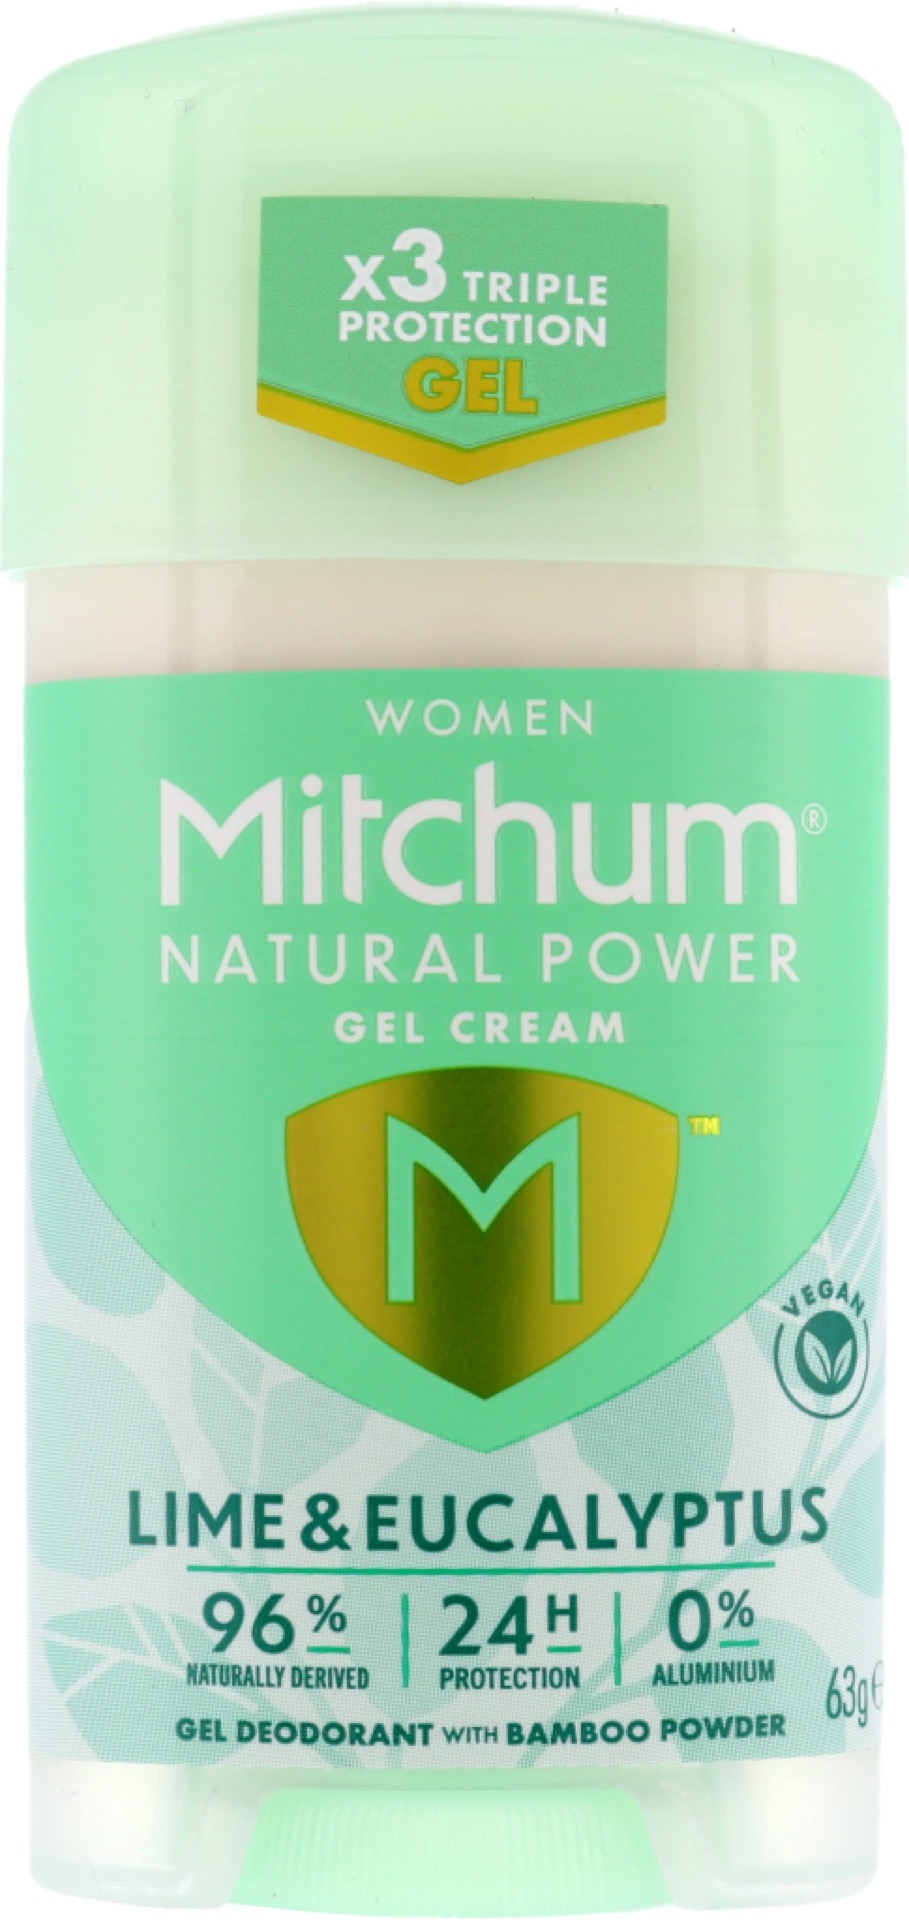 x3 TRIPLE
PROTECTION
GEL
WOMEN
Mitchum®
NATURAL POWER
GEL CREAM
M™
VEGAN
LIME & EUCALYPTUS
96% 24H 0%
NATURALLY DERIVED PROTECTION ALUMINIUM
63g ℮
GEL DEODORANT WITH BAMBOO POWDER